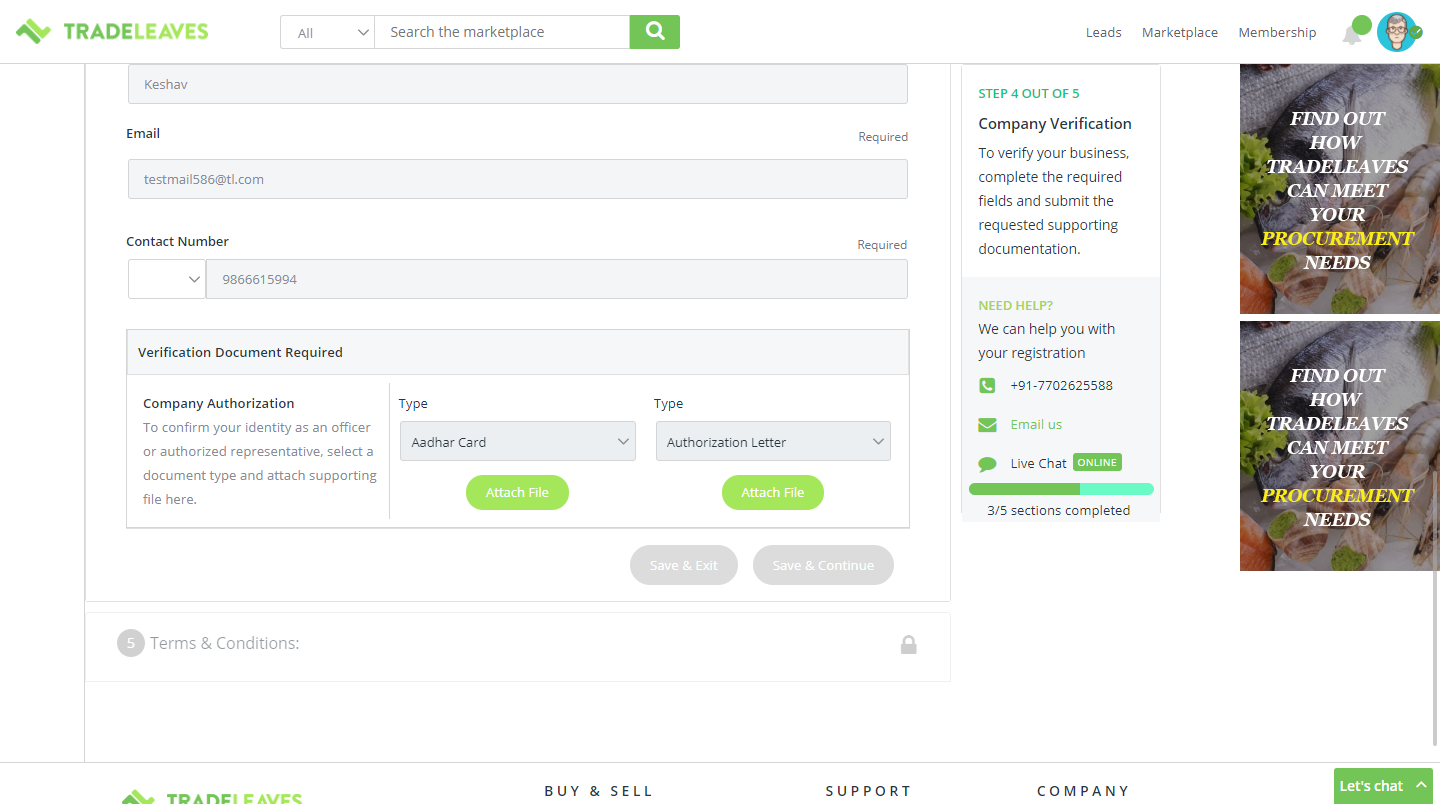 TRADELEAVES
All
Search the marketplace
Leads
Marketplace
Membership
Keshav
Email
Required
testmail586@tl.com
Contact Number
Required
9866615994
Verification Document Required
Company Authorization
To confirm your identity as an officer
or authorized representative, select a
document type and attach supporting
file here.
Type
Aadhar Card
Attach File
Type
Authorization Letter
Attach File
Save & Exit
Save & Continue
5 Terms & Conditions:
STEP 4 OUT OF 5
Company Verification
To verify your business,
complete the required
fields and submit the
requested supporting
documentation.
NEED HELP?
We can help you with
your registration
+91-7702625588
Email us
Live Chat ONLINE
3/5 sections completed
FIND OUT
HOW
TRADELEAVES
CAN MEET
YOUR
PROCUREMENT
NEEDS
FIND OUT
HOW
TRADELEAVES
CAN MEET
YOUR
PROCUREMENT
NEEDS
TRADELEAVES
BUY & SELL
SUPPORT
COMPANY
Let's chat